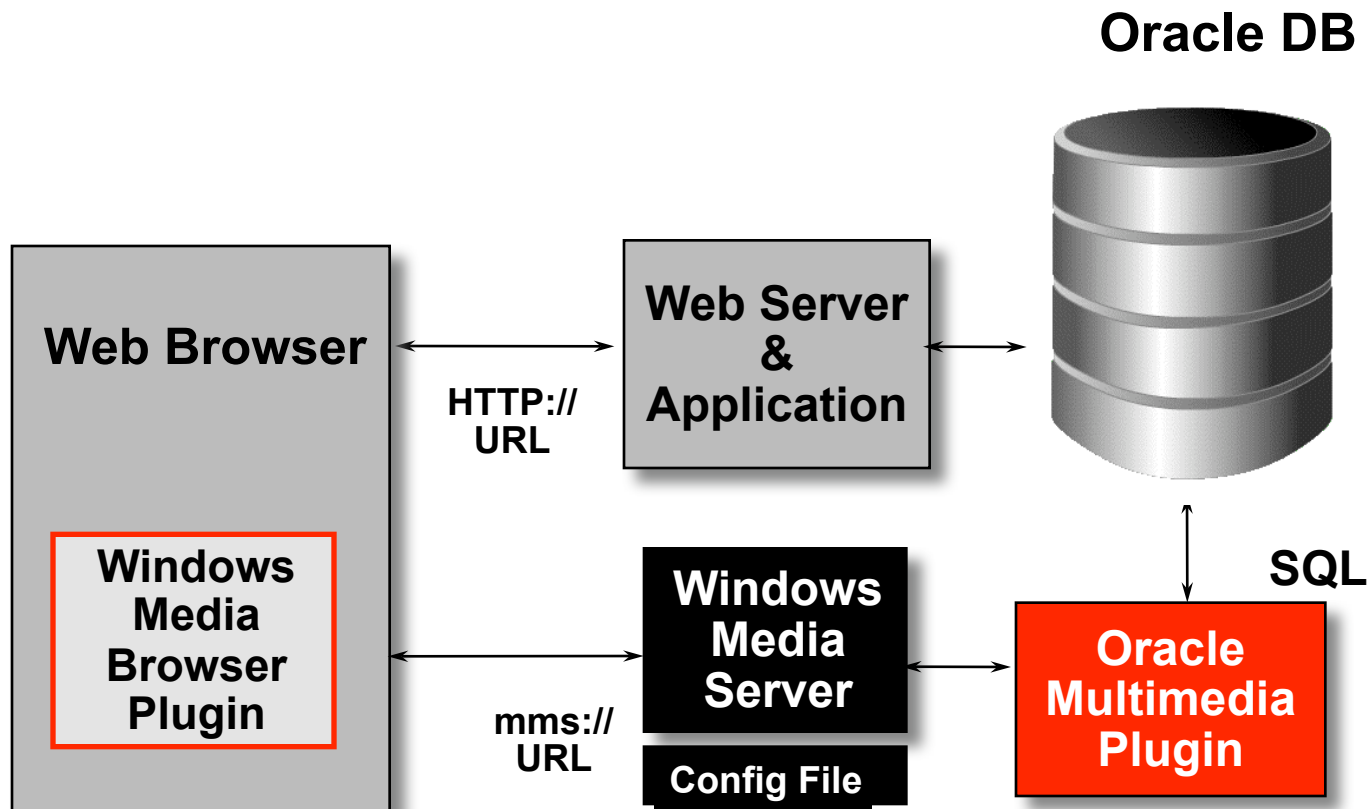 Oracle DB
Web Browser
HTTP://
URL
Web Server
&
Application
Windows
Media
Browser
Plugin
mms://
URL
Windows
Media
Server
Config File
SQL
Oracle
Multimedia
Plugin